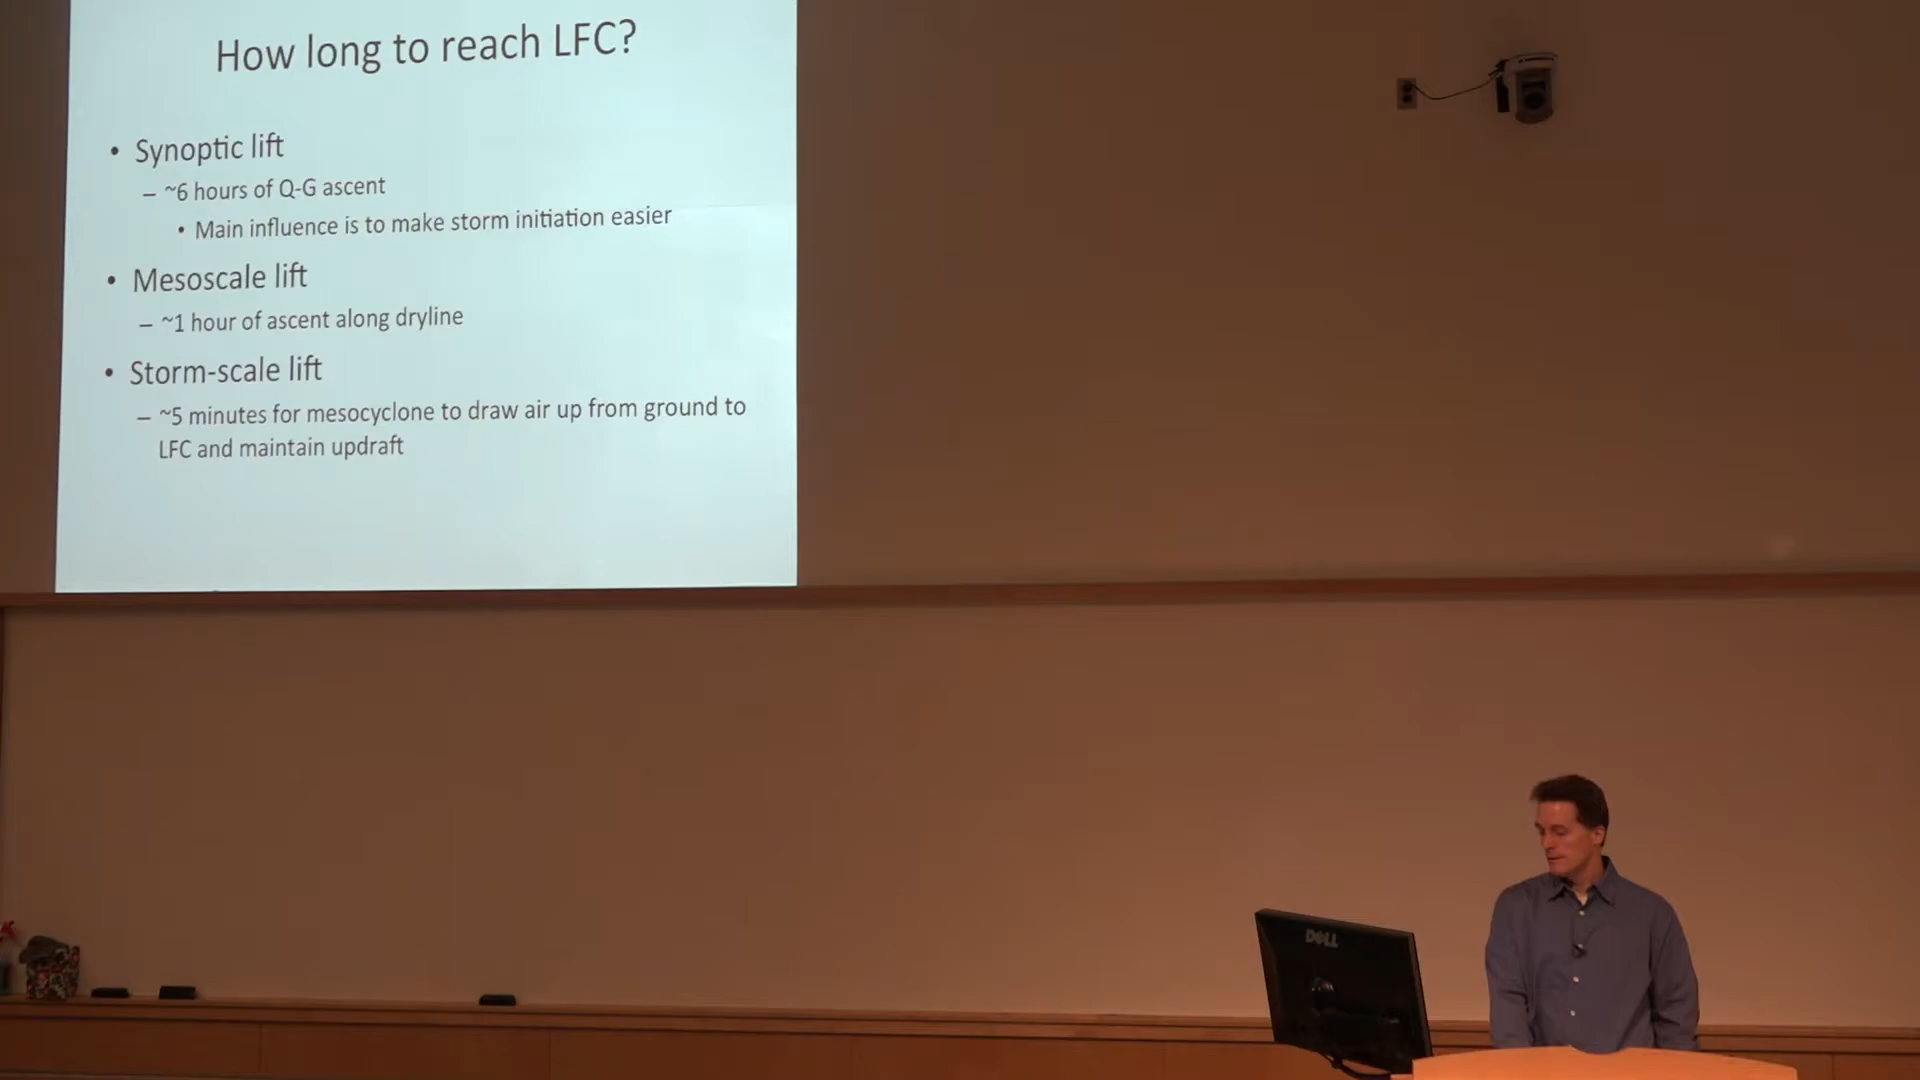 How long to reach LFC?
• Synoptic lift
– ~6 hours of Q-G ascent
• Main influence is to make storm initiation easier
• Mesoscale lift
– ~1 hour of ascent along dryline
• Storm-scale lift
– ~5 minutes for mesocyclone to draw air up from ground to
LFC and maintain updraft
DELL